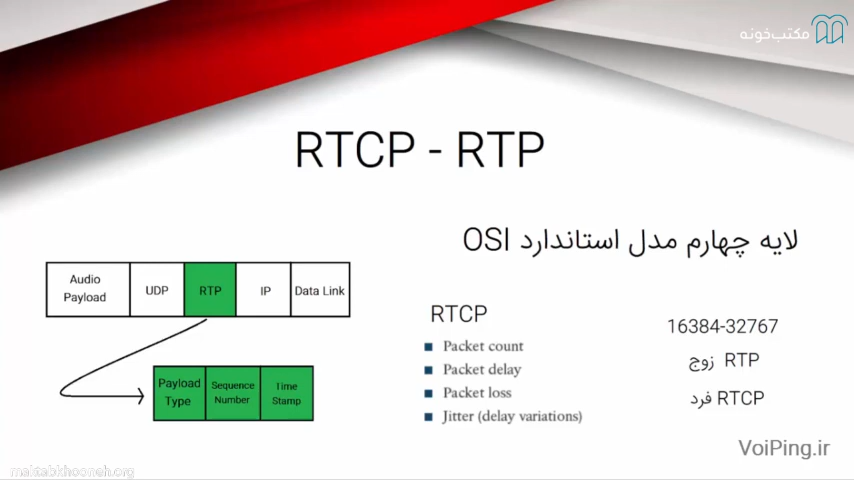 مکتب‌خونه
RTCP - RTP
لایه چهارم مدل استاندارد OSI
Audio Payload
UDP
RTP
IP
Data Link
Payload Type
Sequence Number
Time Stamp
RTCP
Packet count
Packet delay
Packet loss
Jitter (delay variations)
16384-32767
RTP زوج
RTCP فرد
VoiPing.ir
maktabkhooneh.org